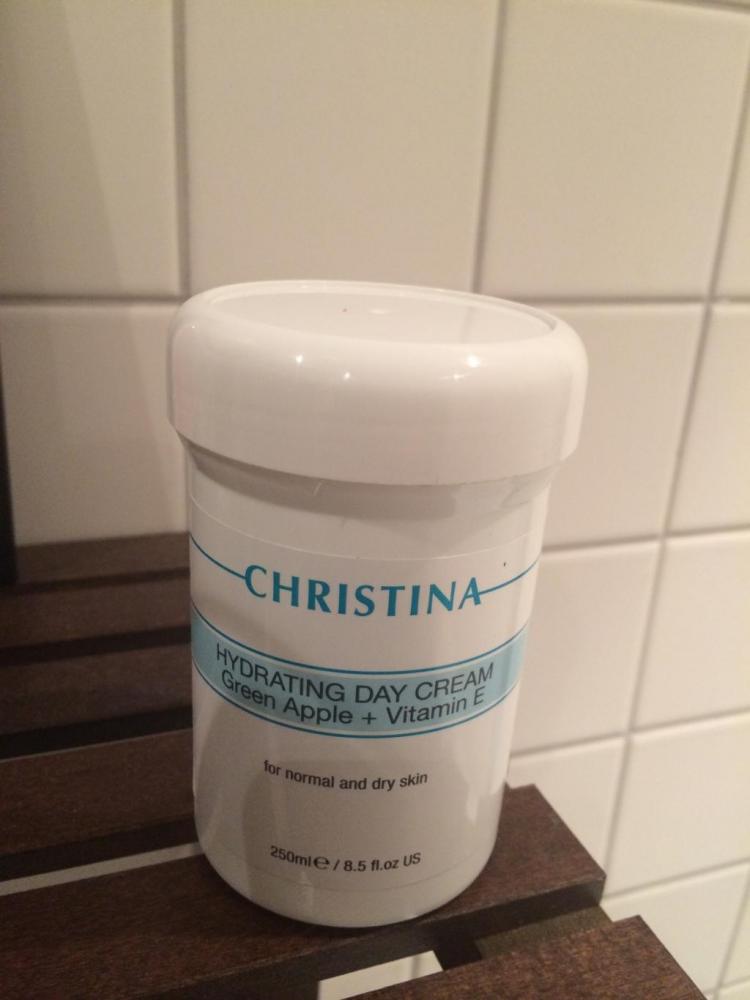 CHRISTINA
HYDRATING DAY CREAM
Green Apple + Vitamin E
for normal and dry skin
250ml ℮ / 8.5 fl.oz US